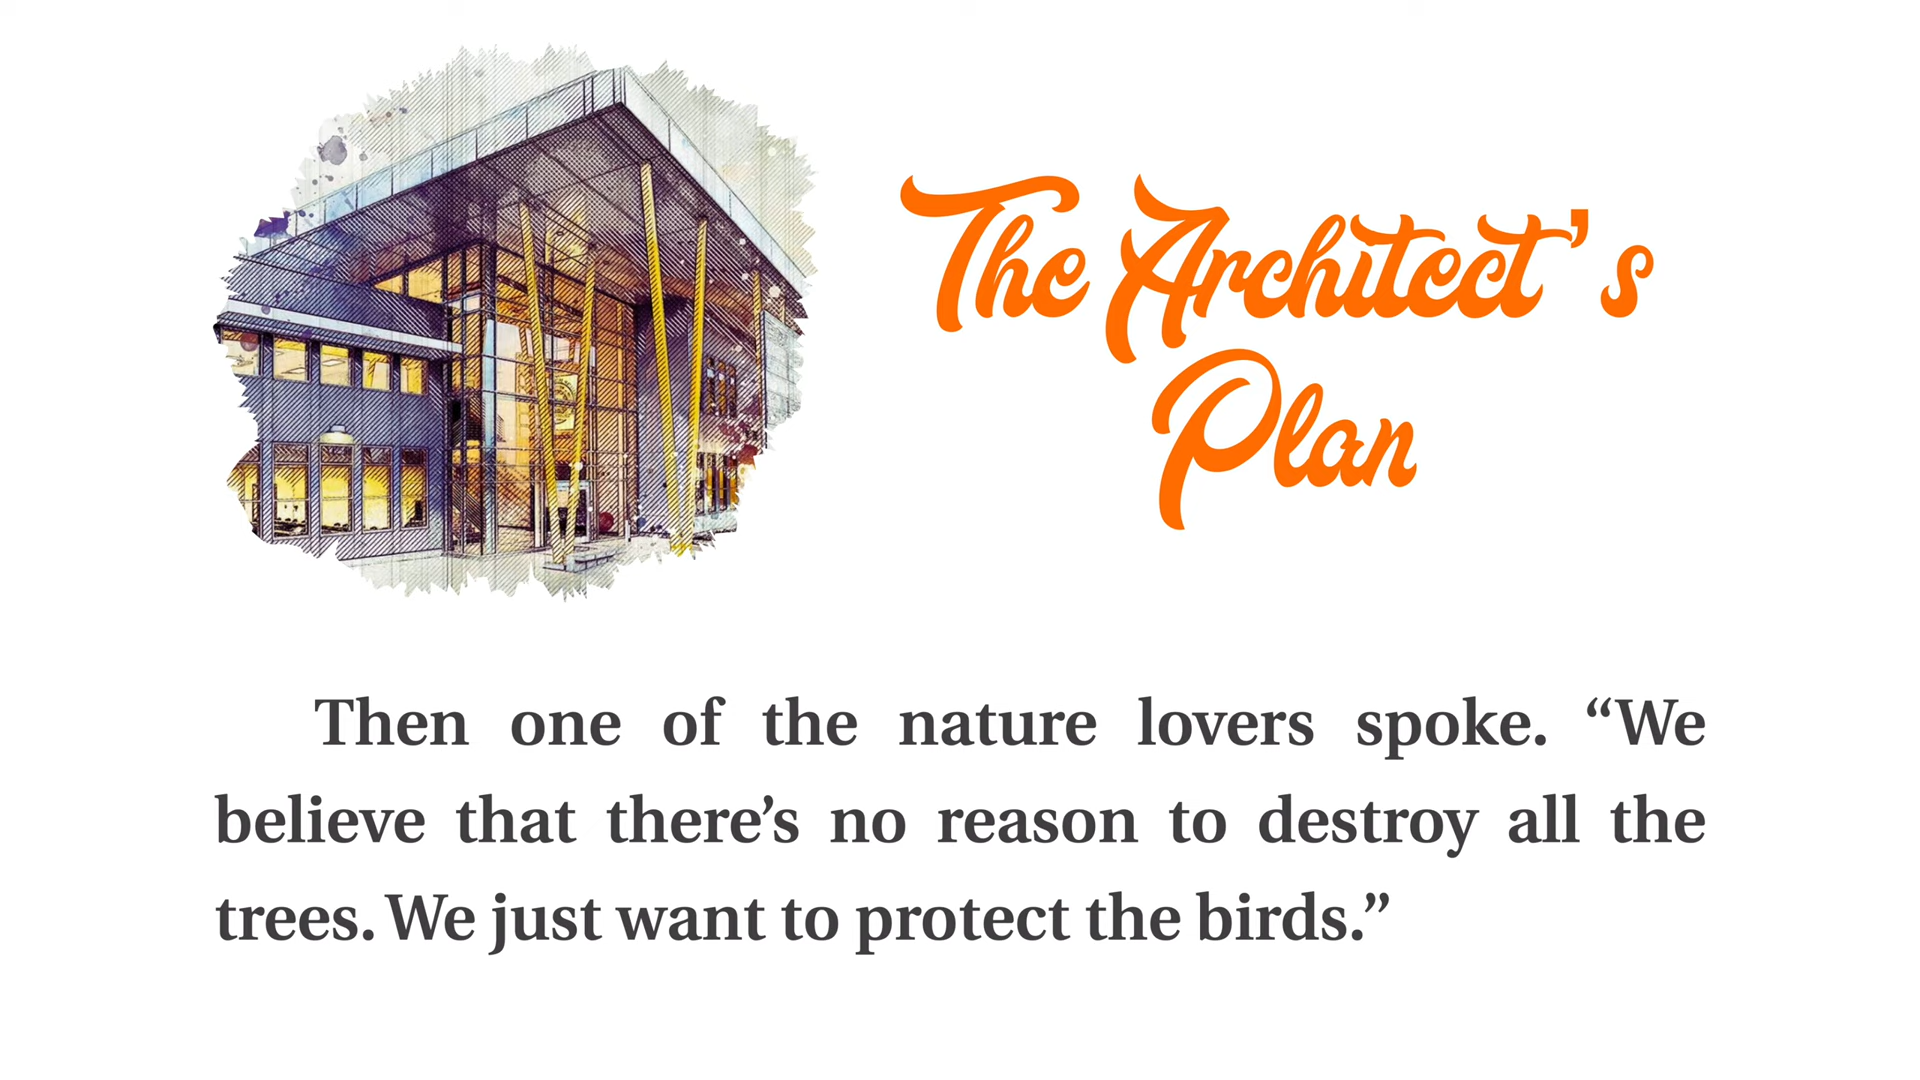 The Architect's
Plan
Then one of the nature lovers spoke. “We
believe that there’s no reason to destroy all the
trees. We just want to protect the birds.”